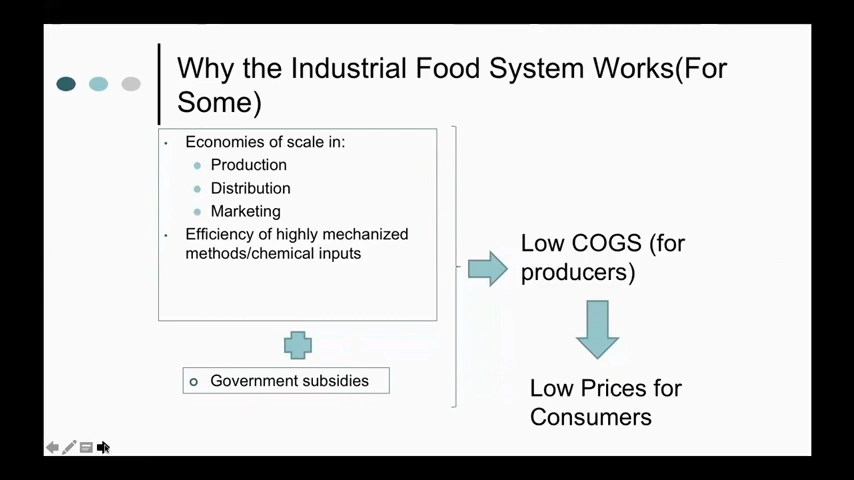 Why the Industrial Food System Works(For
Some)
Economies of scale in:
Production
Distribution
Marketing
Efficiency of highly mechanized
methods/chemical inputs
Government subsidies
Low COGS (for
producers)
Low Prices for
Consumers